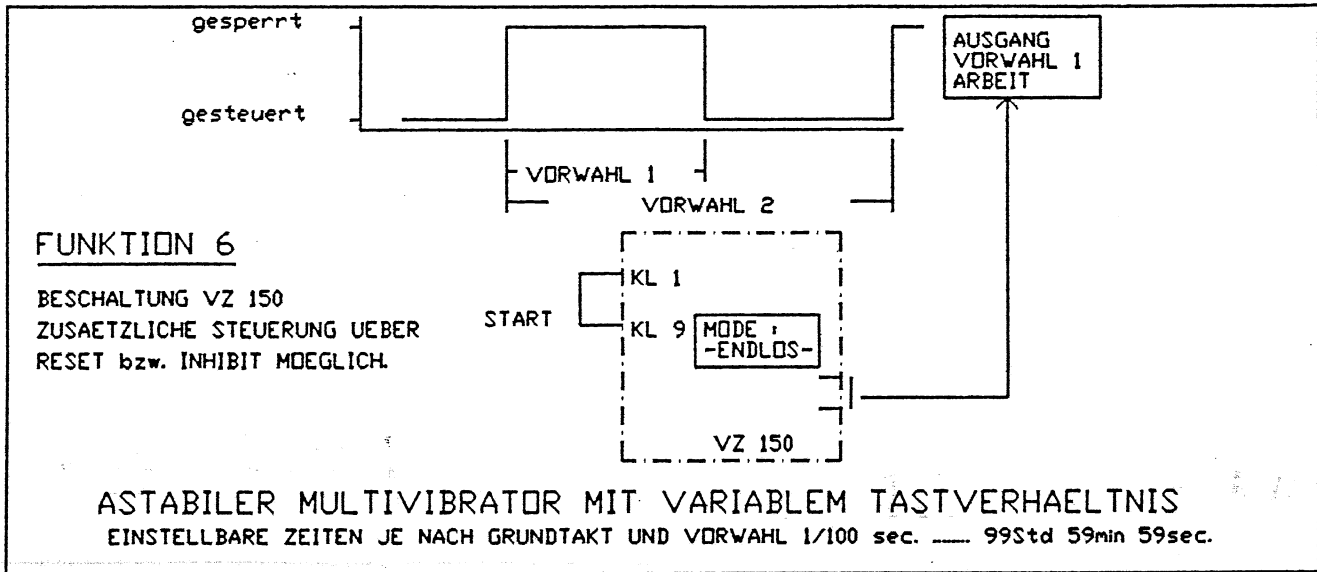 gesperrt
gesteuert
AUSGANG
VORWAHL 1
ARBEIT
VORWAHL 1
VORWAHL 2
FUNKTION 6
BESCHALTUNG VZ 150
ZUSAETZLICHE STEUERUNG UEBER
RESET bzw. INHIBIT MOEGLICH.
START
KL 1
KL 9
MODE :
-ENDLOS-
VZ 150
ASTABILER MULTIVIBRATOR MIT VARIABLEM TASTVERHAELTNIS
EINSTELLBARE ZEITEN JE NACH GRUNDTAKT UND VORWAHL 1/100 sec. ..... 99Std 59min 59sec.